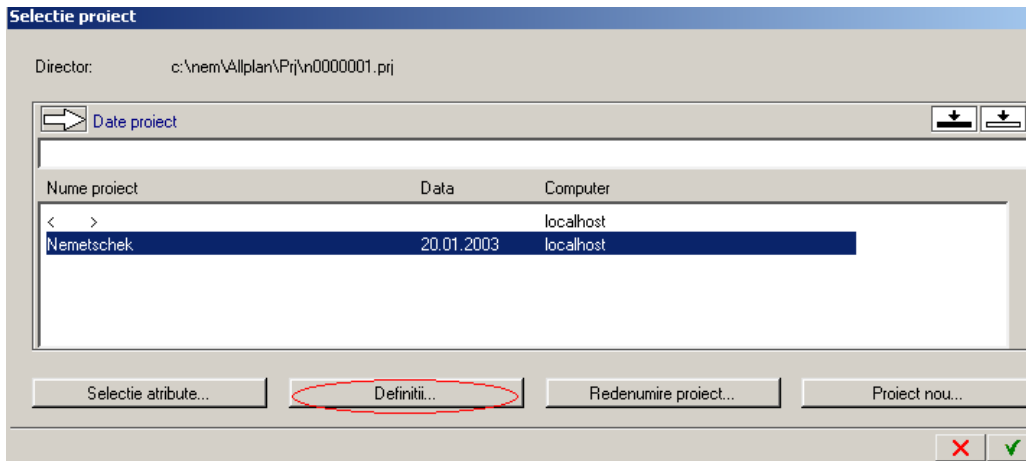 Selectie proiect
Director: c:\nem\Allplan\Prj\n0000001.prj
Date proiect
Nume proiect Data Computer
< > localhost
Nemetschek 20.01.2003 localhost
Selectie atribute... Definitii... Redenumire proiect... Proiect nou...